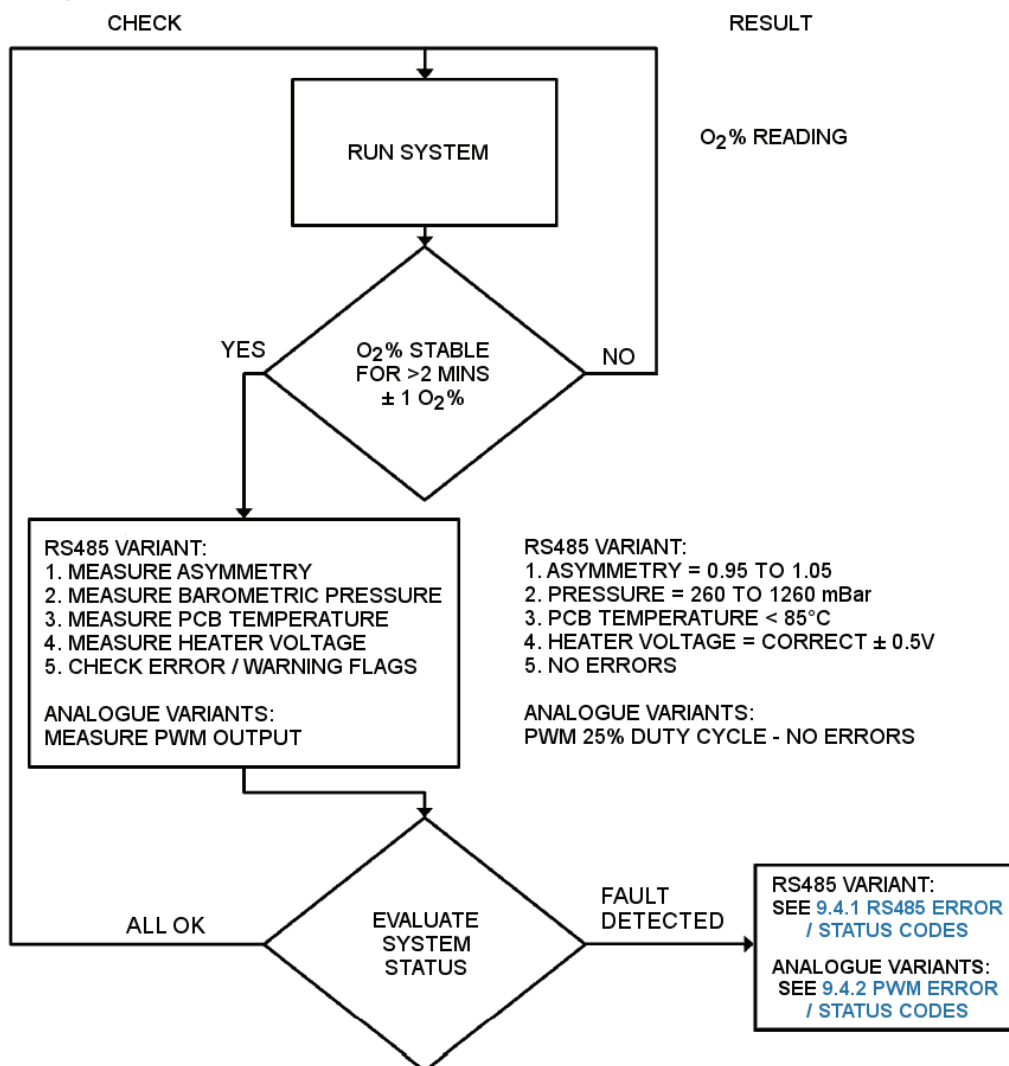 CHECK
RESULT
RUN SYSTEM
O2% READING
O2% STABLE
FOR >2 MINS
± 1 O2%
YES
NO
RS485 VARIANT:
1. MEASURE ASYMMETRY
2. MEASURE BAROMETRIC PRESSURE
3. MEASURE PCB TEMPERATURE
4. MEASURE HEATER VOLTAGE
5. CHECK ERROR / WARNING FLAGS
ANALOGUE VARIANTS:
MEASURE PWM OUTPUT
RS485 VARIANT:
1. ASYMMETRY = 0.95 TO 1.05
2. PRESSURE = 260 TO 1260 mBar
3. PCB TEMPERATURE < 85°C
4. HEATER VOLTAGE = CORRECT ± 0.5V
5. NO ERRORS
ANALOGUE VARIANTS:
PWM 25% DUTY CYCLE - NO ERRORS
ALL OK
EVALUATE
SYSTEM
STATUS
FAULT
DETECTED
RS485 VARIANT:
SEE 9.4.1 RS485 ERROR
/ STATUS CODES
ANALOGUE VARIANTS:
SEE 9.4.2 PWM ERROR
/ STATUS CODES